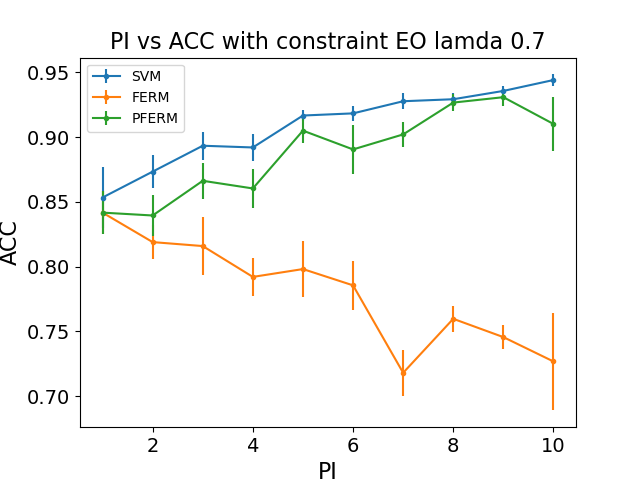 PI vs ACC with constraint EO lamda 0.7
SVM
FERM
PFERM
ACC
0.95
0.90
0.85
0.80
0.75
0.70
2 4 6 8 10
PI